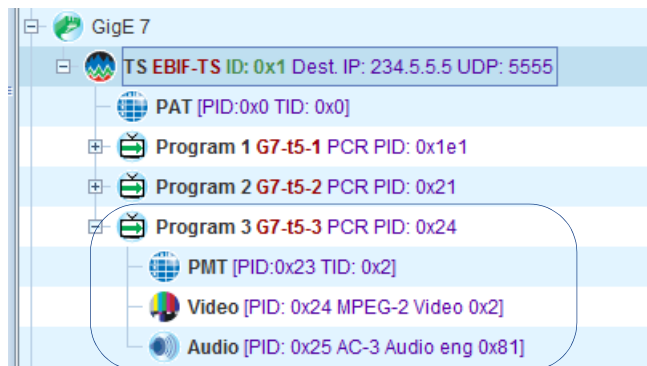 GigE 7
TS EBIF-TS ID: 0x1 Dest. IP: 234.5.5.5 UDP: 5555
PAT [PID:0x0 TID: 0x0]
Program 1 G7-t5-1 PCR PID: 0x1e1
Program 2 G7-t5-2 PCR PID: 0x21
Program 3 G7-t5-3 PCR PID: 0x24
PMT [PID:0x23 TID: 0x2]
Video [PID: 0x24 MPEG-2 Video 0x2]
Audio [PID: 0x25 AC-3 Audio eng 0x81]